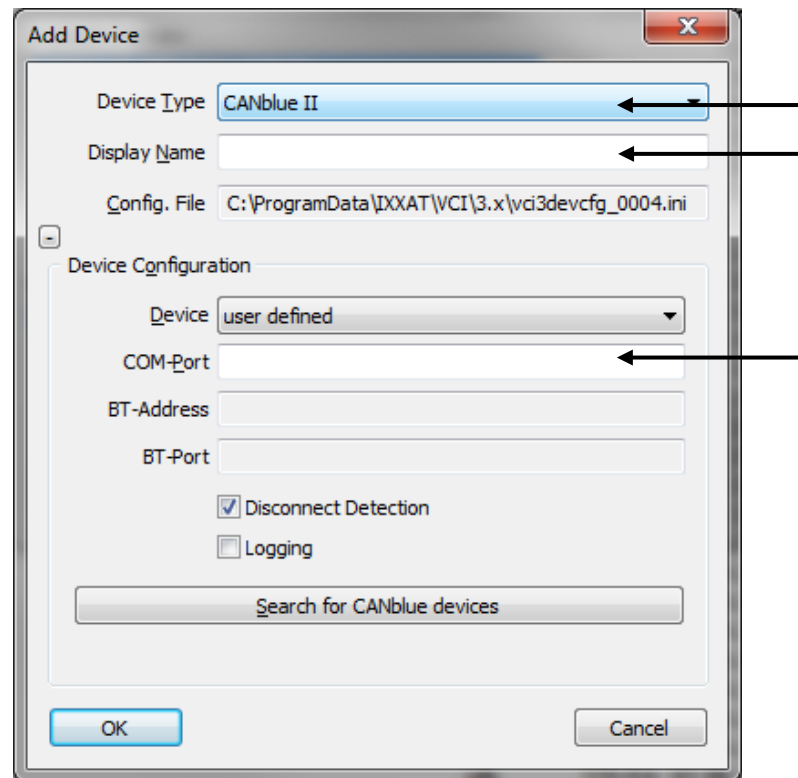 Add Device
Device Type CANblue II
Display Name
Config. File C:\ProgramData\IXXAT\VCI\3.x\vci3devcfg_0004.ini
-
Device Configuration
Device user defined
COM-Port
BT-Address
BT-Port
Disconnect Detection
Logging
Search for CANblue devices
OK Cancel